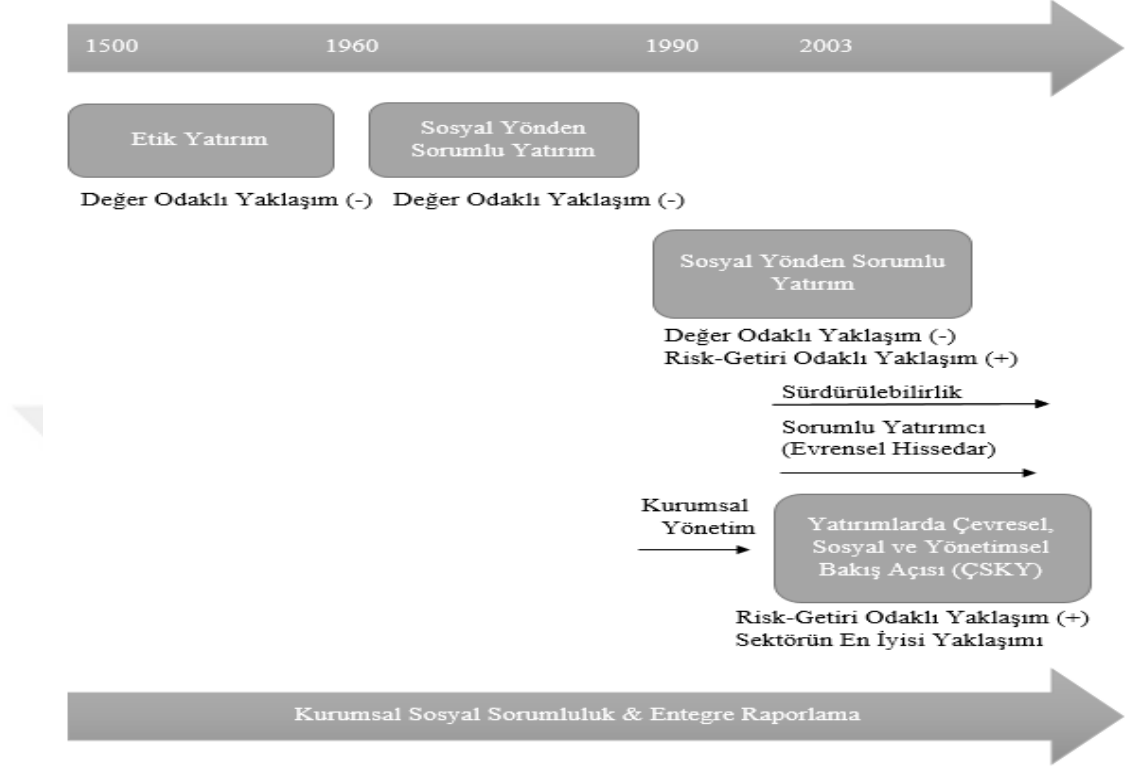 1500 1960 1990 2003
Etik Yatırım
Sosyal Yönden
Sorumlu Yatırım
Değer Odaklı Yaklaşım (-) Değer Odaklı Yaklaşım (-)
Sosyal Yönden Sorumlu
Yatırım
Değer Odaklı Yaklaşım (-)
Risk-Getiri Odaklı Yaklaşım (+)
Sürdürülebilirlik
Sorumlu Yatırımcı
(Evrensel Hissedar)
Kurumsal
Yönetim
Yatırımlarda Çevresel,
Sosyal ve Yönetimsel
Bakış Açısı (ÇSKY)
Risk-Getiri Odaklı Yaklaşım (+)
Sektörün En İyisi Yaklaşımı
Kurumsal Sosyal Sorumluluk & Entegre Raporlama